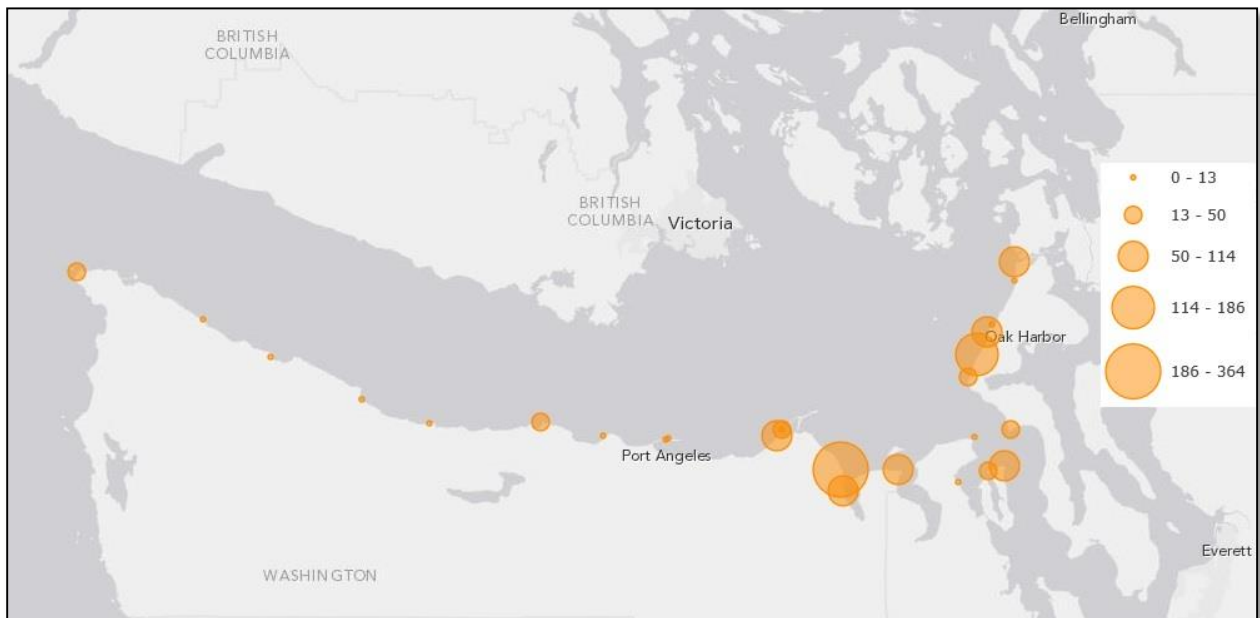 Bellingham
BRITISH
COLUMBIA
0 - 13
BRITISH
COLUMBIA
Victoria
13 - 50
50 - 114
114 - 186
Oak Harbor
186 - 364
Port Angeles
Everett
WASHINGTON